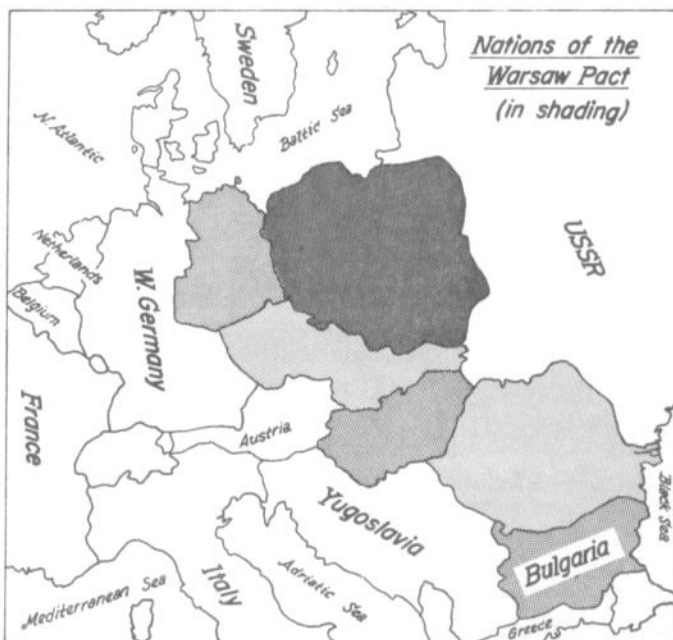 Nations of the
Warsaw Pact
(in shading)
Sweden
N. Atlantic
Baltic Sea
USSR
Netherlands
Belgium
W. Germany
France
Austria
Yugoslavia
Black Sea
Bulgaria
Italy
Adriatic Sea
Mediterranean Sea
Greece